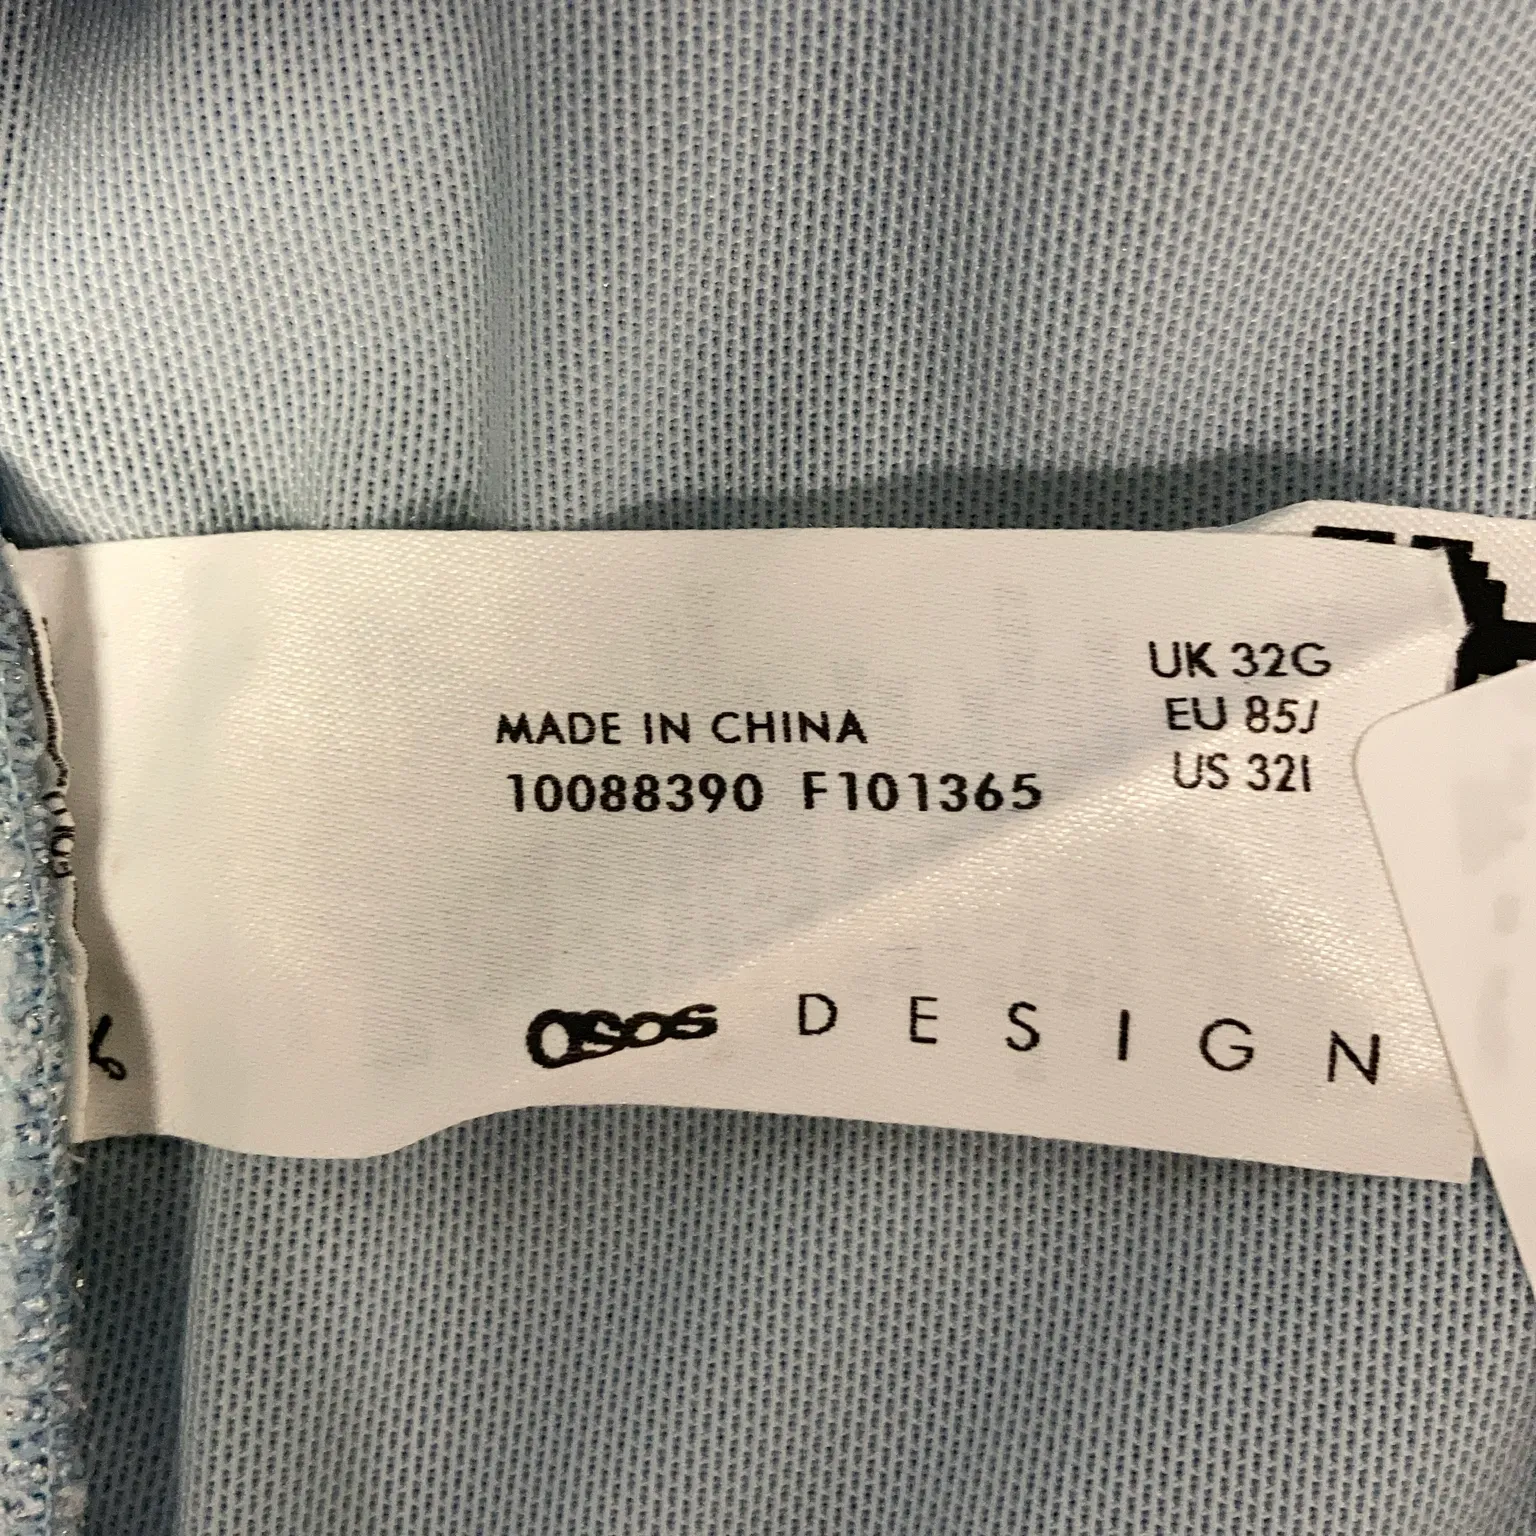 UK 32G
EU 85J
US 32I
MADE IN CHINA
10088390 F101365
asos DESIGN